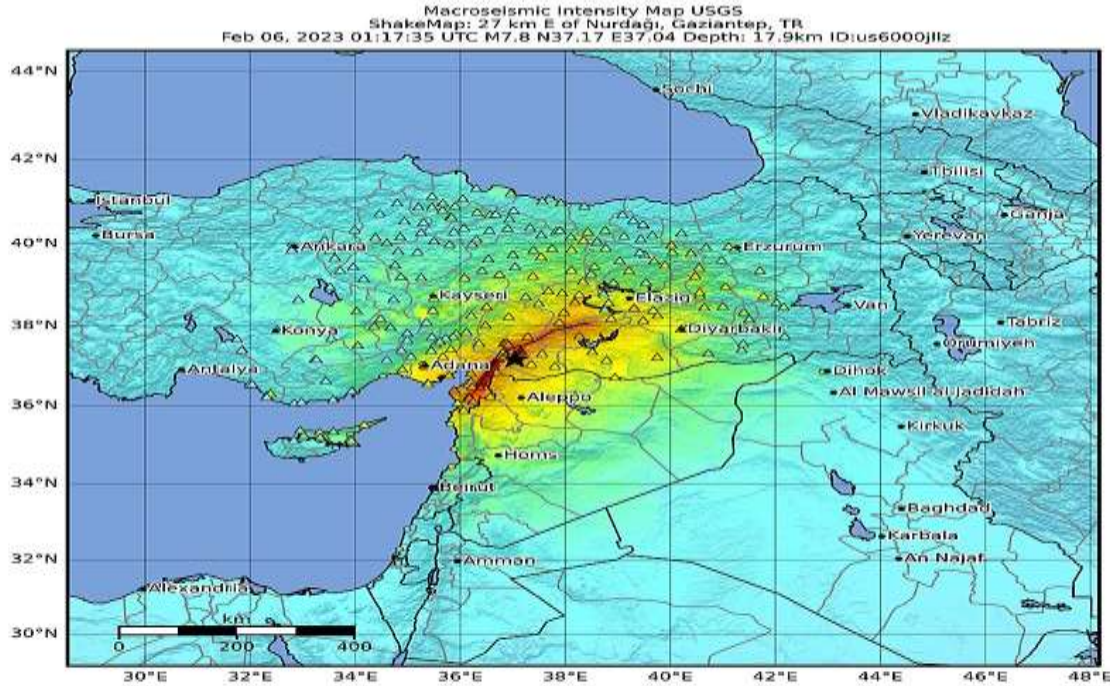 Macroseismic Intensity Map USGS
ShakeMap: 27 km E of Nurdağı, Gaziantep, TR
Feb 06, 2023 01:17:35 UTC M7.8 N37.17 E37.04 Depth: 17.9km ID:us6000jllz
44°N
Sochi
Vladikavkaz
42°N
Tbilisi
Istanbul
Ganja
Bursa
Yerevan
40°N
Ankara
Erzurum
Kayseri
Elazig
Van
38°N
Konya
Diyarbakir
Tabriz
Orumiyeh
Antalya
Adana
Dihok
Al Mawsil al Jadidah
36°N
Aleppo
Kirkuk
Homs
34°N
Beirut
Baghdad
Karbala
32°N
Amman
An Najaf
Alexandria
km
30°N
0 200 400
30°E 32°E 34°E 36°E 38°E 40°E 42°E 44°E 46°E 48°E